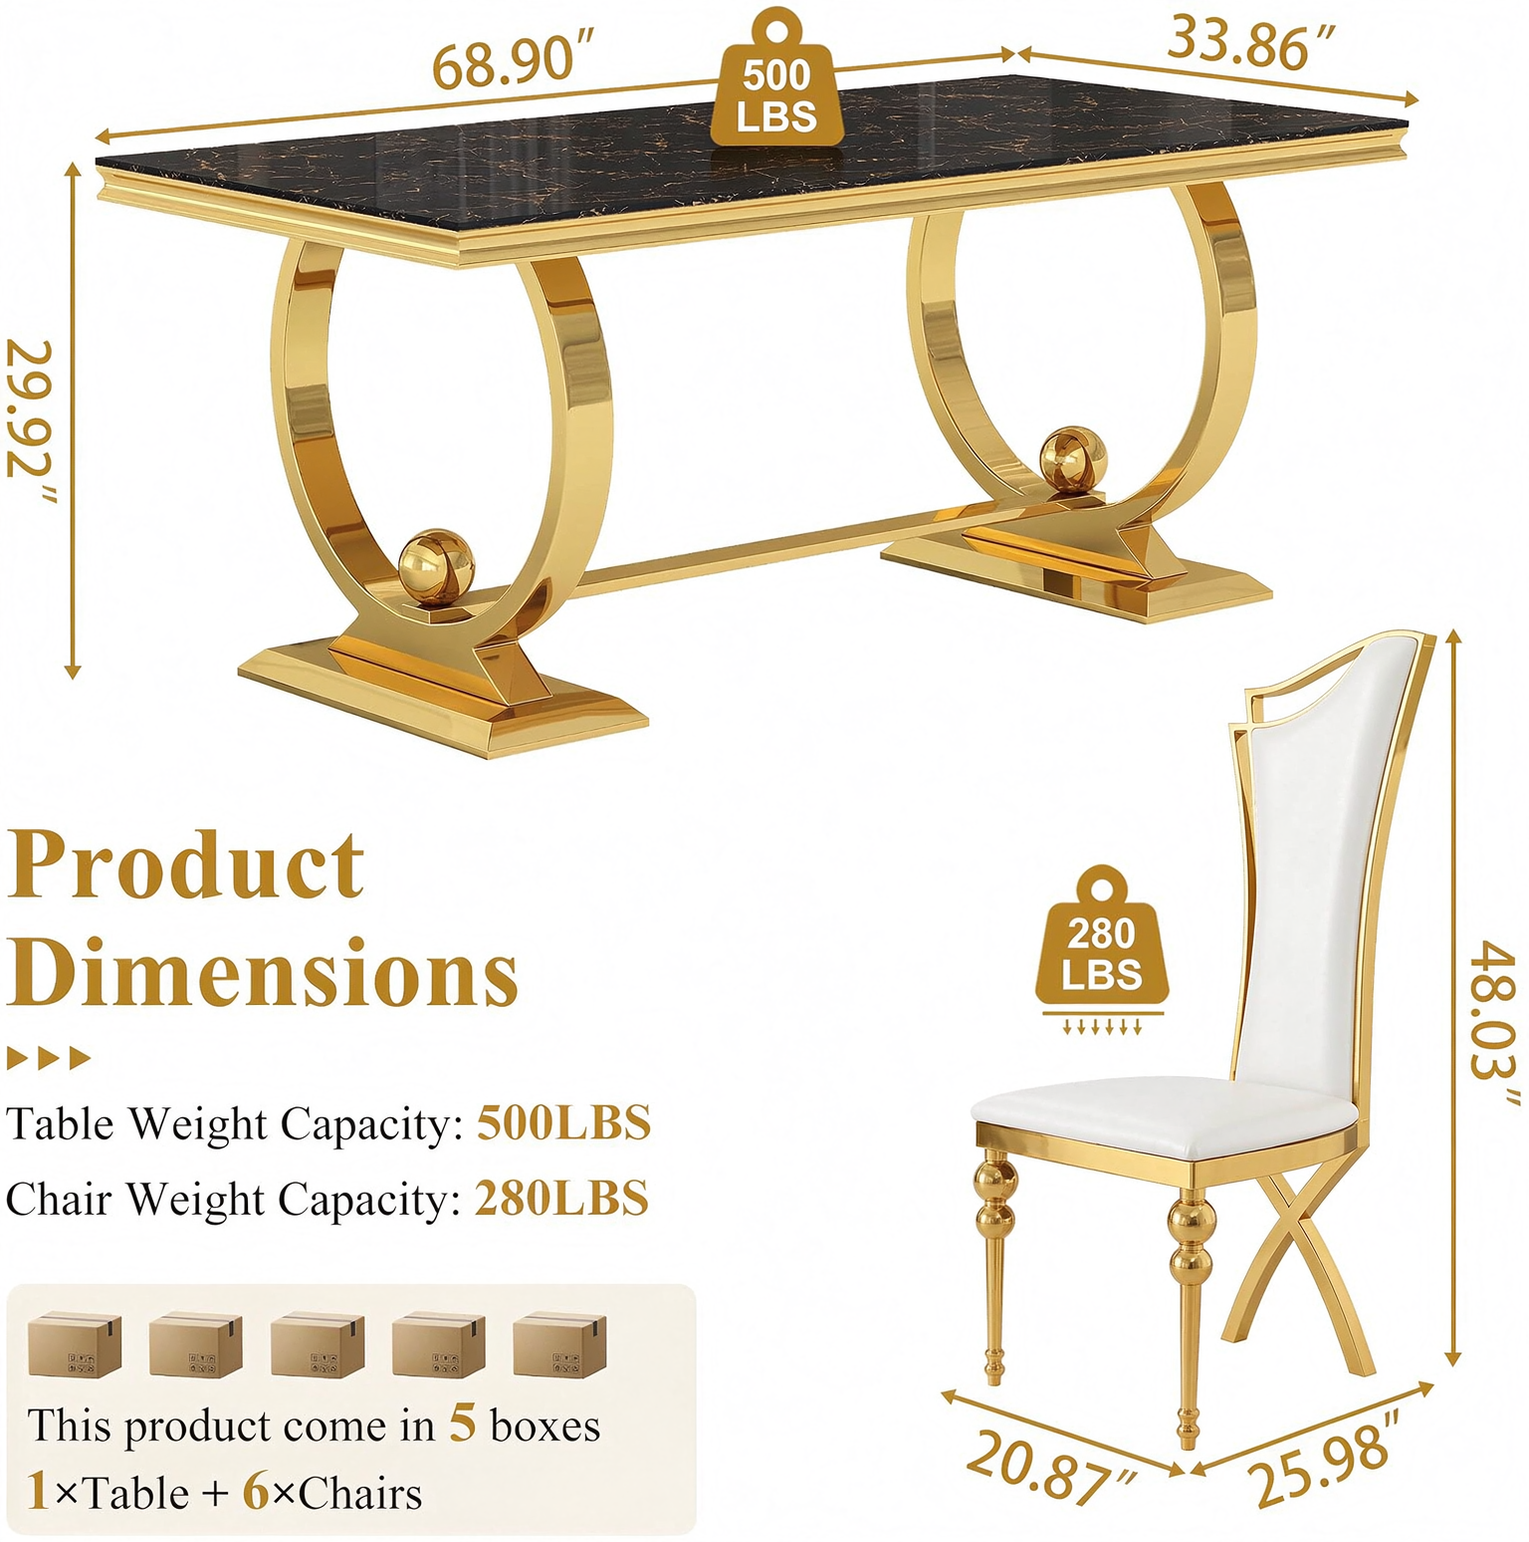 68.90"
500
LBS
33.86"
29.92"
Product
Dimensions
Table Weight Capacity: 500LBS
Chair Weight Capacity: 280LBS
280
LBS
48.03"
This product come in 5 boxes
1×Table + 6×Chairs
20.87"
25.98"